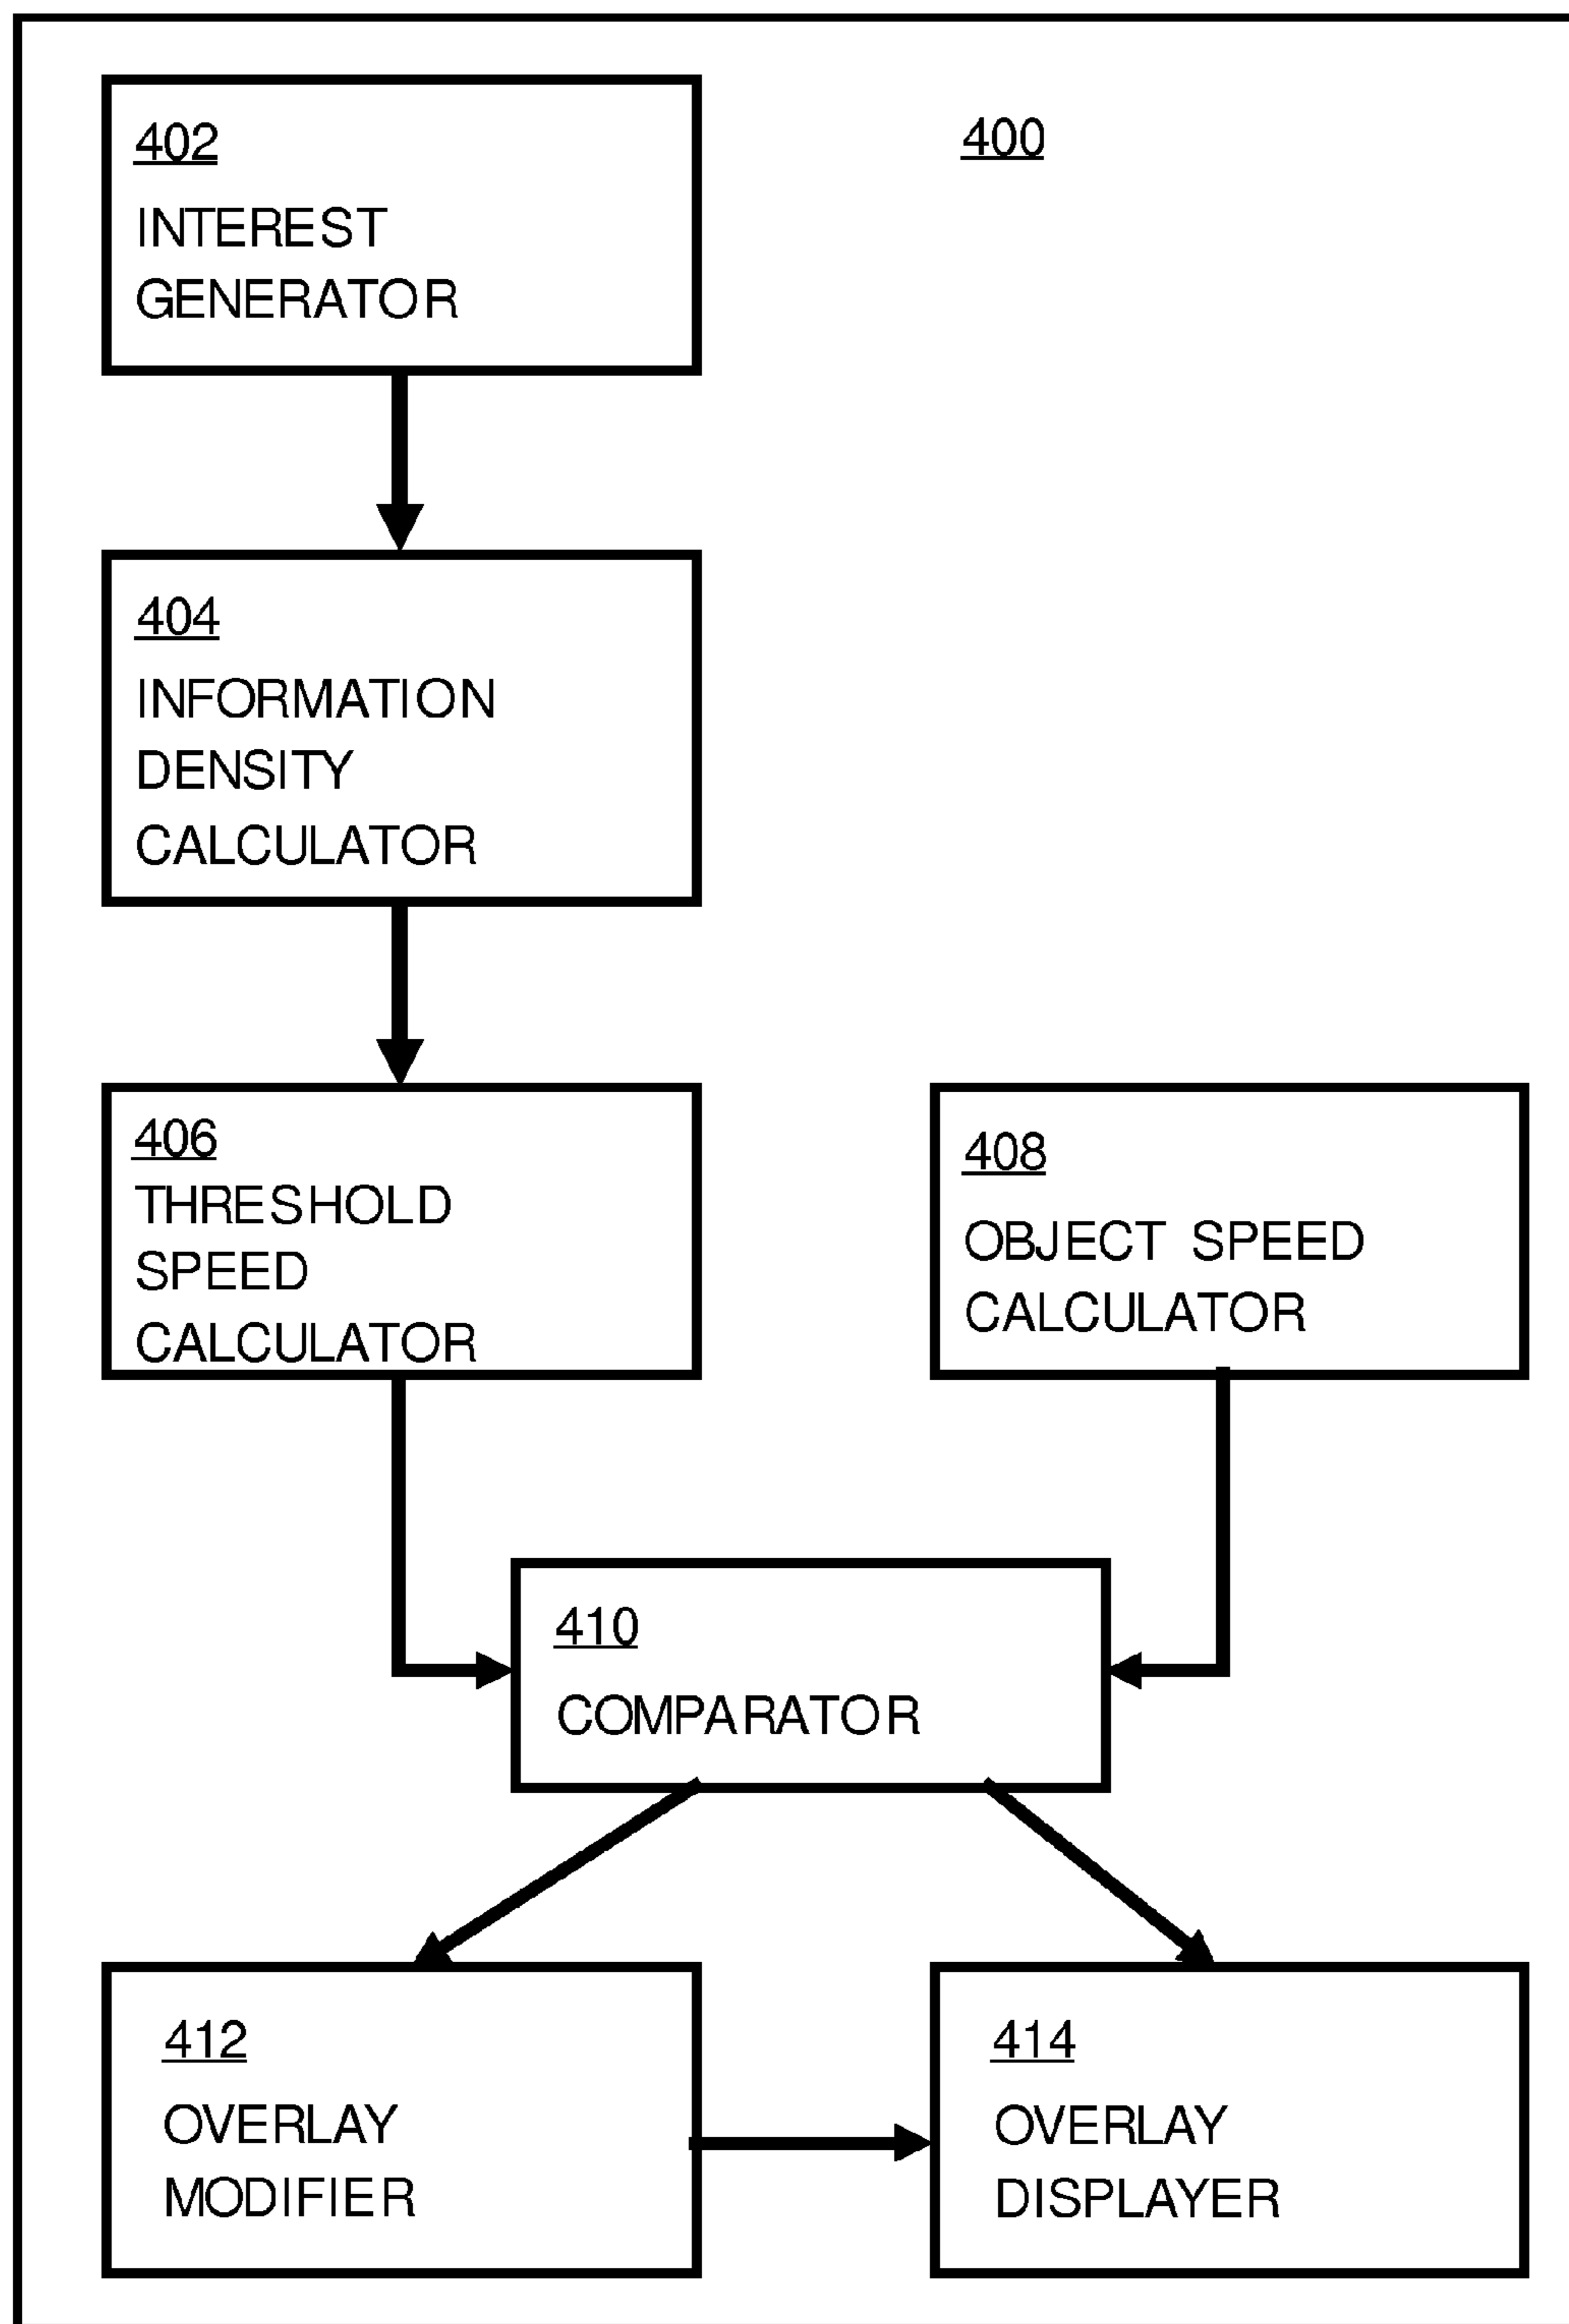 402
INTEREST
GENERATOR
400
404
INFORMATION
DENSITY
CALCULATOR
406
THRESHOLD
SPEED
CALCULATOR
408
OBJECT SPEED
CALCULATOR
410
COMPARATOR
412
OVERLAY
MODIFIER
414
OVERLAY
DISPLAYER